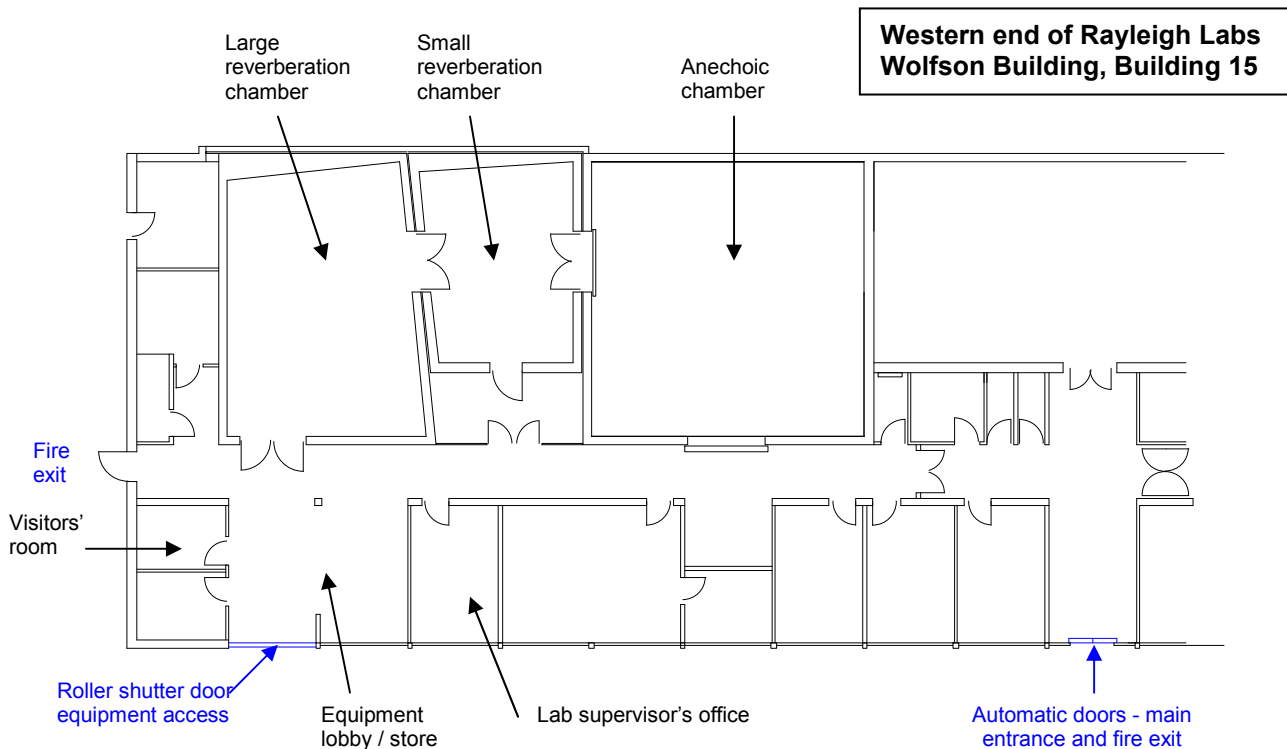 Western end of Rayleigh Labs
Wolfson Building, Building 15
Large
reverberation
chamber
Small
reverberation
chamber
Anechoic
chamber
Fire
exit
Visitors'
room
Roller shutter door
equipment access
Equipment
lobby / store
Lab supervisor's office
Automatic doors - main
entrance and fire exit